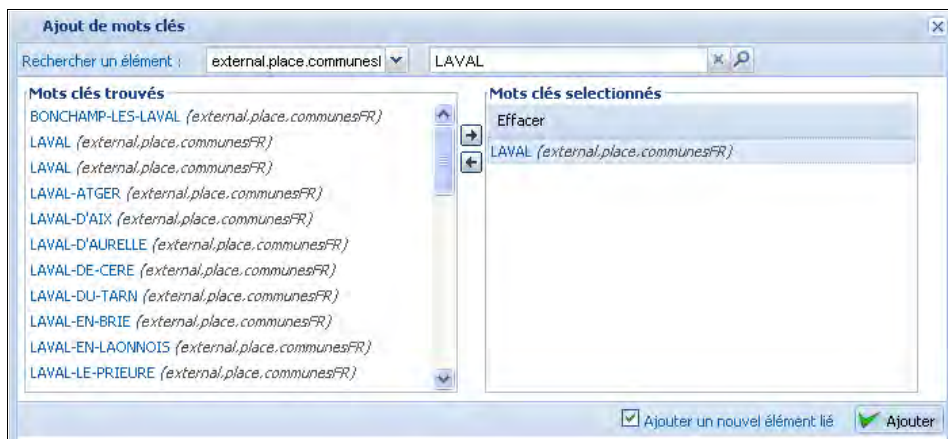 Ajout de mots clés
Rechercher un élément : external.place.communesl LAVAL
Mots clés trouvés
BONCHAMP-LES-LAVAL (external.place.communesFR)
LAVAL (external.place.communesFR)
LAVAL (external.place.communesFR)
LAVAL-ATGER (external.place.communesFR)
LAVAL-D'AIX (external.place.communesFR)
LAVAL-D'AURELLE (external.place.communesFR)
LAVAL-DE-CERE (external.place.communesFR)
LAVAL-DU-TARN (external.place.communesFR)
LAVAL-EN-BRIE (external.place.communesFR)
LAVAL-EN-LAONNOIS (external.place.communesFR)
LAVAL-LE-PRIEURE (external.place.communesFR)
Mots clés selectionnés
Effacer
LAVAL (external.place.communesFR)
Ajouter un nouvel élément lié Ajouter